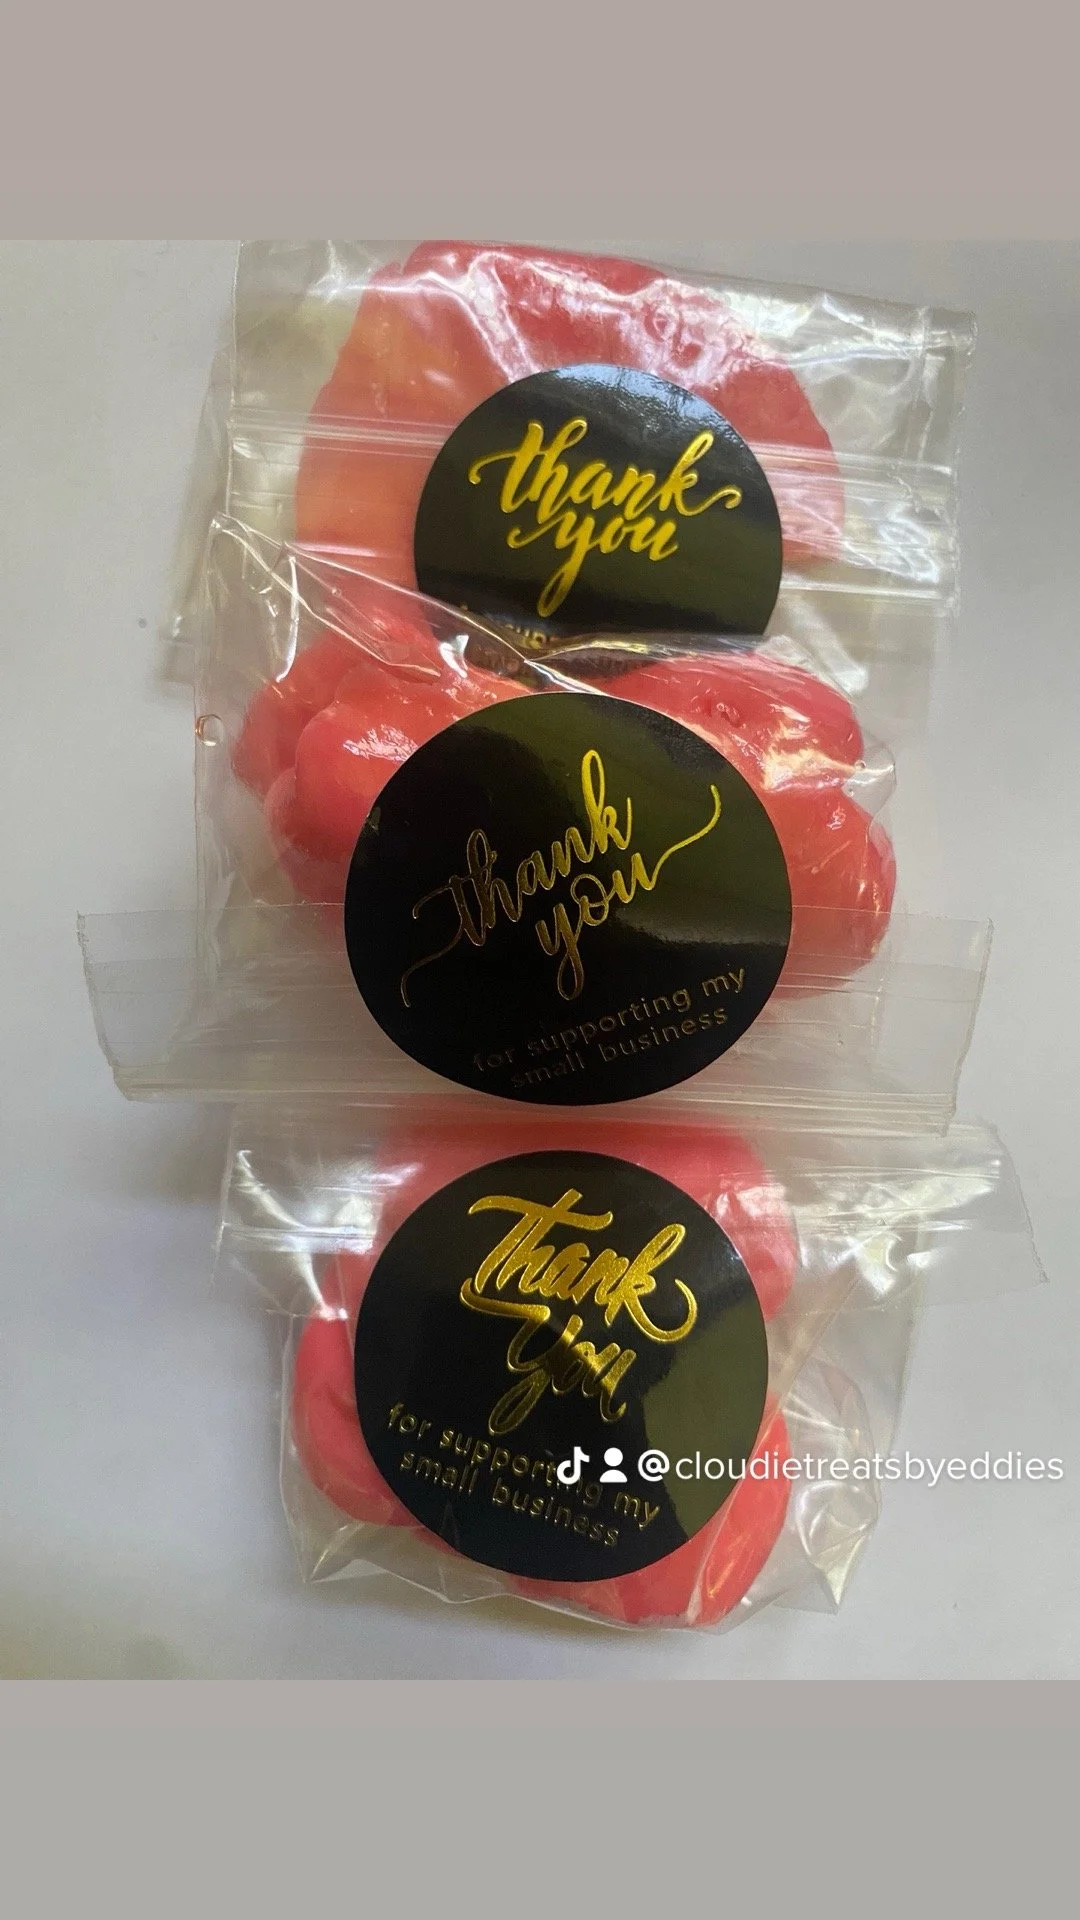 thank
you
thank
you
for supporting my
small business
Thank
You
for supporting my
small business
@cloudietreatsbyeddies